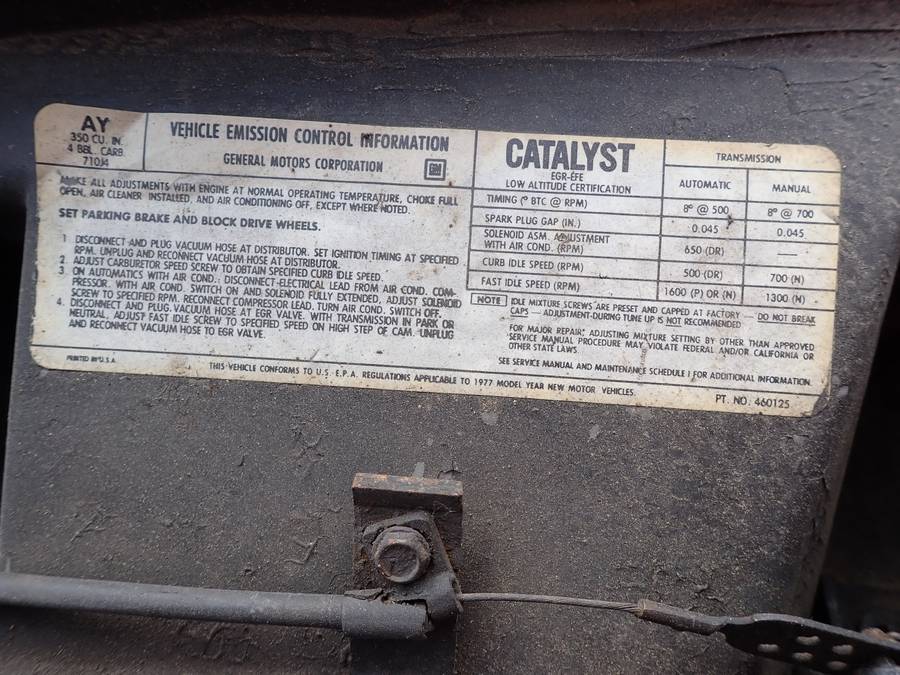 AY
350 CU. IN.
4 BBL. CARB.
710J4
VEHICLE EMISSION CONTROL INFORMATION
GENERAL MOTORS CORPORATION
GM
MAKE ALL ADJUSTMENTS WITH ENGINE AT NORMAL OPERATING TEMPERATURE, CHOKE FULL
OPEN, AIR CLEANER INSTALLED, AND AIR CONDITIONING OFF, EXCEPT WHERE NOTED.
SET PARKING BRAKE AND BLOCK DRIVE WHEELS.
1. DISCONNECT AND PLUG VACUUM HOSE AT DISTRIBUTOR. SET IGNITION TIMING AT SPECIFIED
RPM. UNPLUG AND RECONNECT VACUUM HOSE AT DISTRIBUTOR.
2. ADJUST CARBURETOR SPEED SCREW TO OBTAIN SPECIFIED CURB IDLE SPEED.
3. ON AUTOMATICS WITH AIR COND.: DISCONNECT ELECTRICAL LEAD FROM AIR COND. COM-
PRESSOR. WITH AIR COND. SWITCH ON AND SOLENOID FULLY EXTENDED, ADJUST SOLENOID
SCREW TO SPECIFIED RPM. RECONNECT COMPRESSOR LEAD. TURN AIR COND. SWITCH OFF.
4. DISCONNECT AND PLUG VACUUM HOSE AT EGR VALVE. WITH TRANSMISSION IN PARK OR
NEUTRAL, ADJUST FAST IDLE SCREW TO SPECIFIED SPEED ON HIGH STEP OF CAM. UNPLUG
AND RECONNECT VACUUM HOSE TO EGR VALVE.
CATALYST
EGR-EFE
LOW ALTITUDE CERTIFICATION
TRANSMISSION
AUTOMATIC MANUAL
TIMING (° BTC @ RPM) 8° @ 500 8° @ 700
SPARK PLUG GAP (IN.) 0.045 0.045
SOLENOID ASM. ADJUSTMENT
WITH AIR COND. (RPM) 650 (DR) —
CURB IDLE SPEED (RPM) 500 (DR) 700 (N)
FAST IDLE SPEED (RPM) 1600 (P) OR (N) 1300 (N)
NOTE IDLE MIXTURE SCREWS ARE PRESET AND CAPPED AT FACTORY — DO NOT BREAK
CAPS — ADJUSTMENT DURING TUNE UP IS NOT RECOMMENDED
FOR MAJOR REPAIR, ADJUSTING MIXTURE SETTING BY OTHER THAN APPROVED
SERVICE MANUAL PROCEDURE MAY VIOLATE FEDERAL AND/OR CALIFORNIA OR
OTHER STATE LAWS
SEE SERVICE MANUAL AND MAINTENANCE SCHEDULE I FOR ADDITIONAL INFORMATION.
PRINTED IN U.S.A.
THIS VEHICLE CONFORMS TO U.S. E.P.A. REGULATIONS APPLICABLE TO 1977 MODEL YEAR NEW MOTOR VEHICLES.
PT. NO. 460125